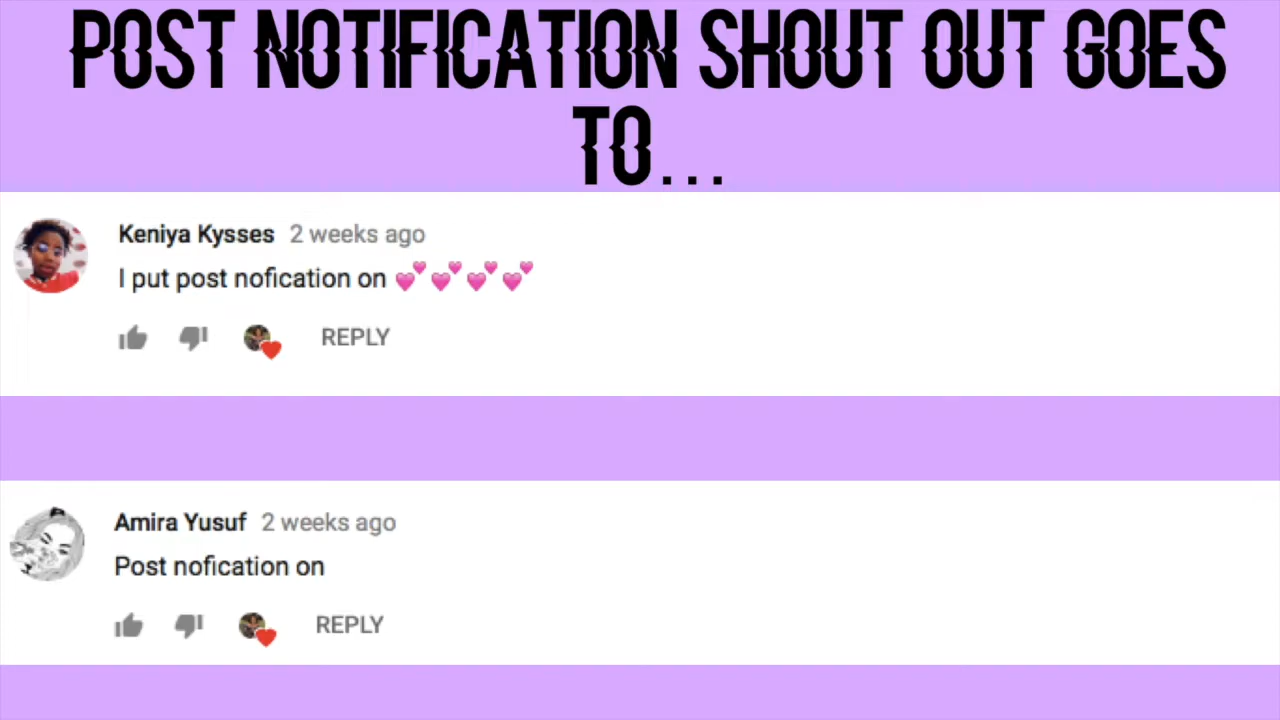 POST NOTIFICATION SHOUT OUT GOES
TO...
Keniya Kysses 2 weeks ago
I put post nofication on 💕💕💕💕
REPLY
Amira Yusuf 2 weeks ago
Post nofication on
REPLY